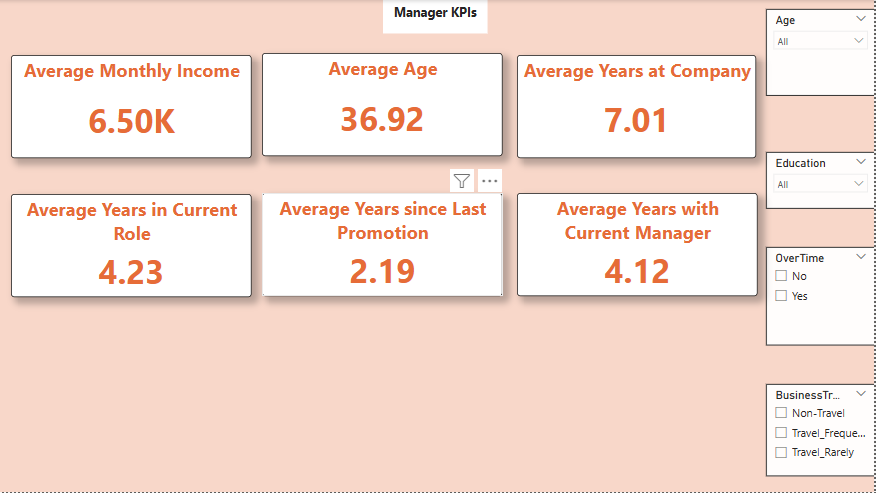 Manager KPIs
Average Monthly Income
6.50K
Average Age
36.92
Average Years at Company
7.01
Average Years in Current
Role
4.23
Average Years since Last
Promotion
2.19
Average Years with
Current Manager
4.12
Age
All
Education
All
OverTime
No
Yes
BusinessTr...
Non-Travel
Travel_Freque...
Travel_Rarely